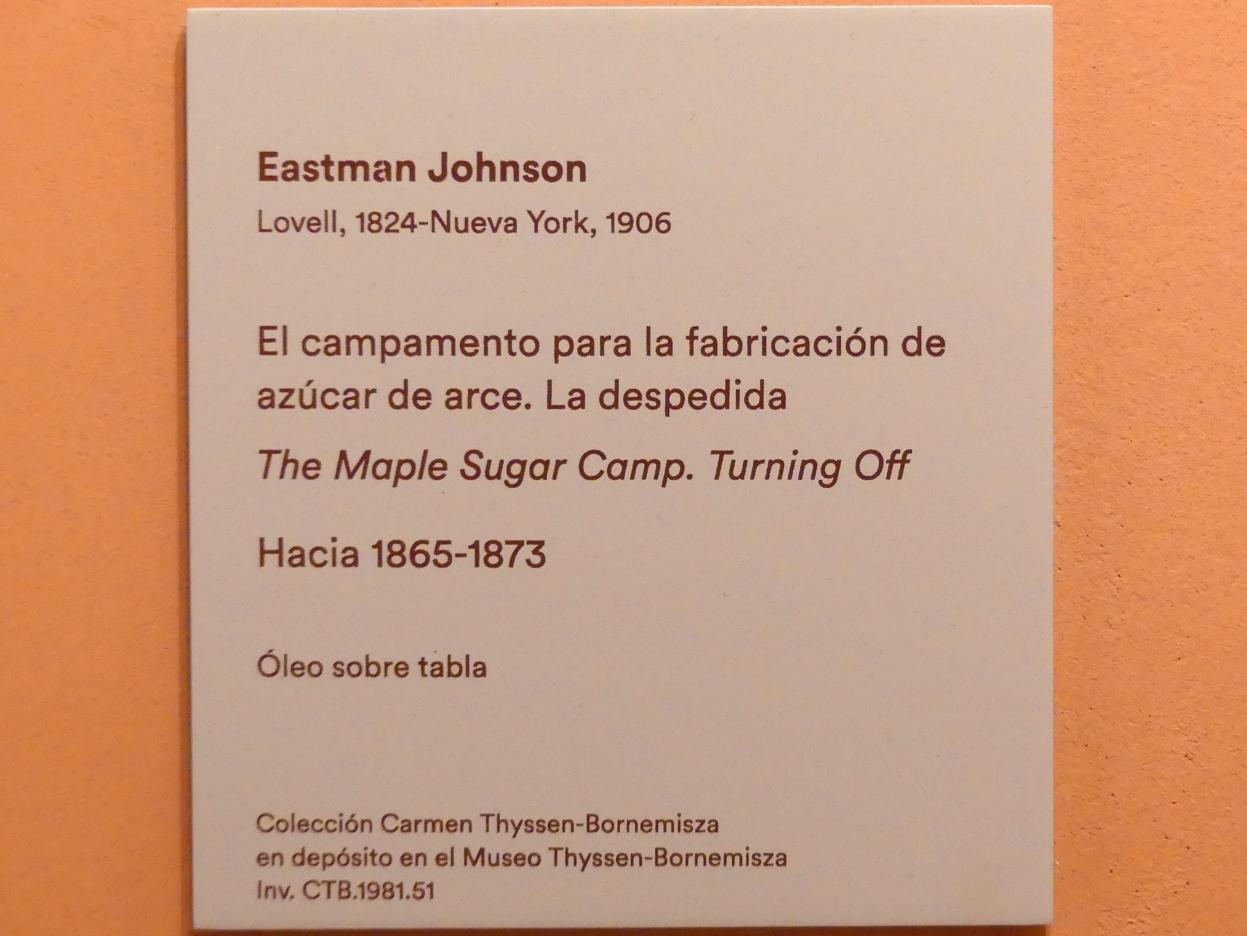 Eastman Johnson
Lovell, 1824-Nueva York, 1906
El campamento para la fabricación de
azúcar de arce. La despedida
The Maple Sugar Camp. Turning Off
Hacia 1865-1873
Óleo sobre tabla
Colección Carmen Thyssen-Bornemisza
en depósito en el Museo Thyssen-Bornemisza
Inv. CTB.1981.51